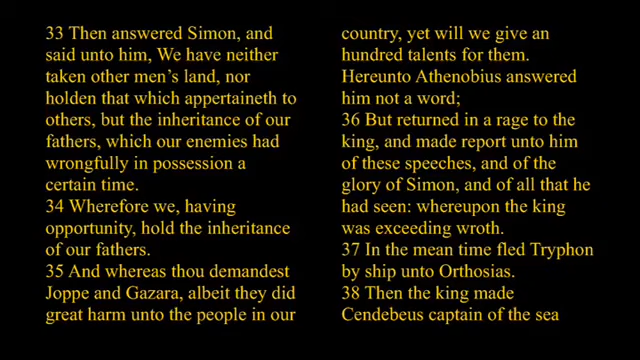 33 Then answered Simon, and
said unto him, We have neither
taken other men's land, nor
holden that which appertaineth to
others, but the inheritance of our
fathers, which our enemies had
wrongfully in possession a
certain time.
34 Wherefore we, having
opportunity, hold the inheritance
of our fathers.
35 And whereas thou demandest
Joppe and Gazara, albeit they did
great harm unto the people in our
country, yet will we give an
hundred talents for them.
Hereunto Athenobius answered
him not a word;
36 But returned in a rage to the
king, and made report unto him
of these speeches, and of the
glory of Simon, and of all that he
had seen: whereupon the king
was exceeding wroth.
37 In the mean time fled Tryphon
by ship unto Orthosias.
38 Then the king made
Cendebeus captain of the sea